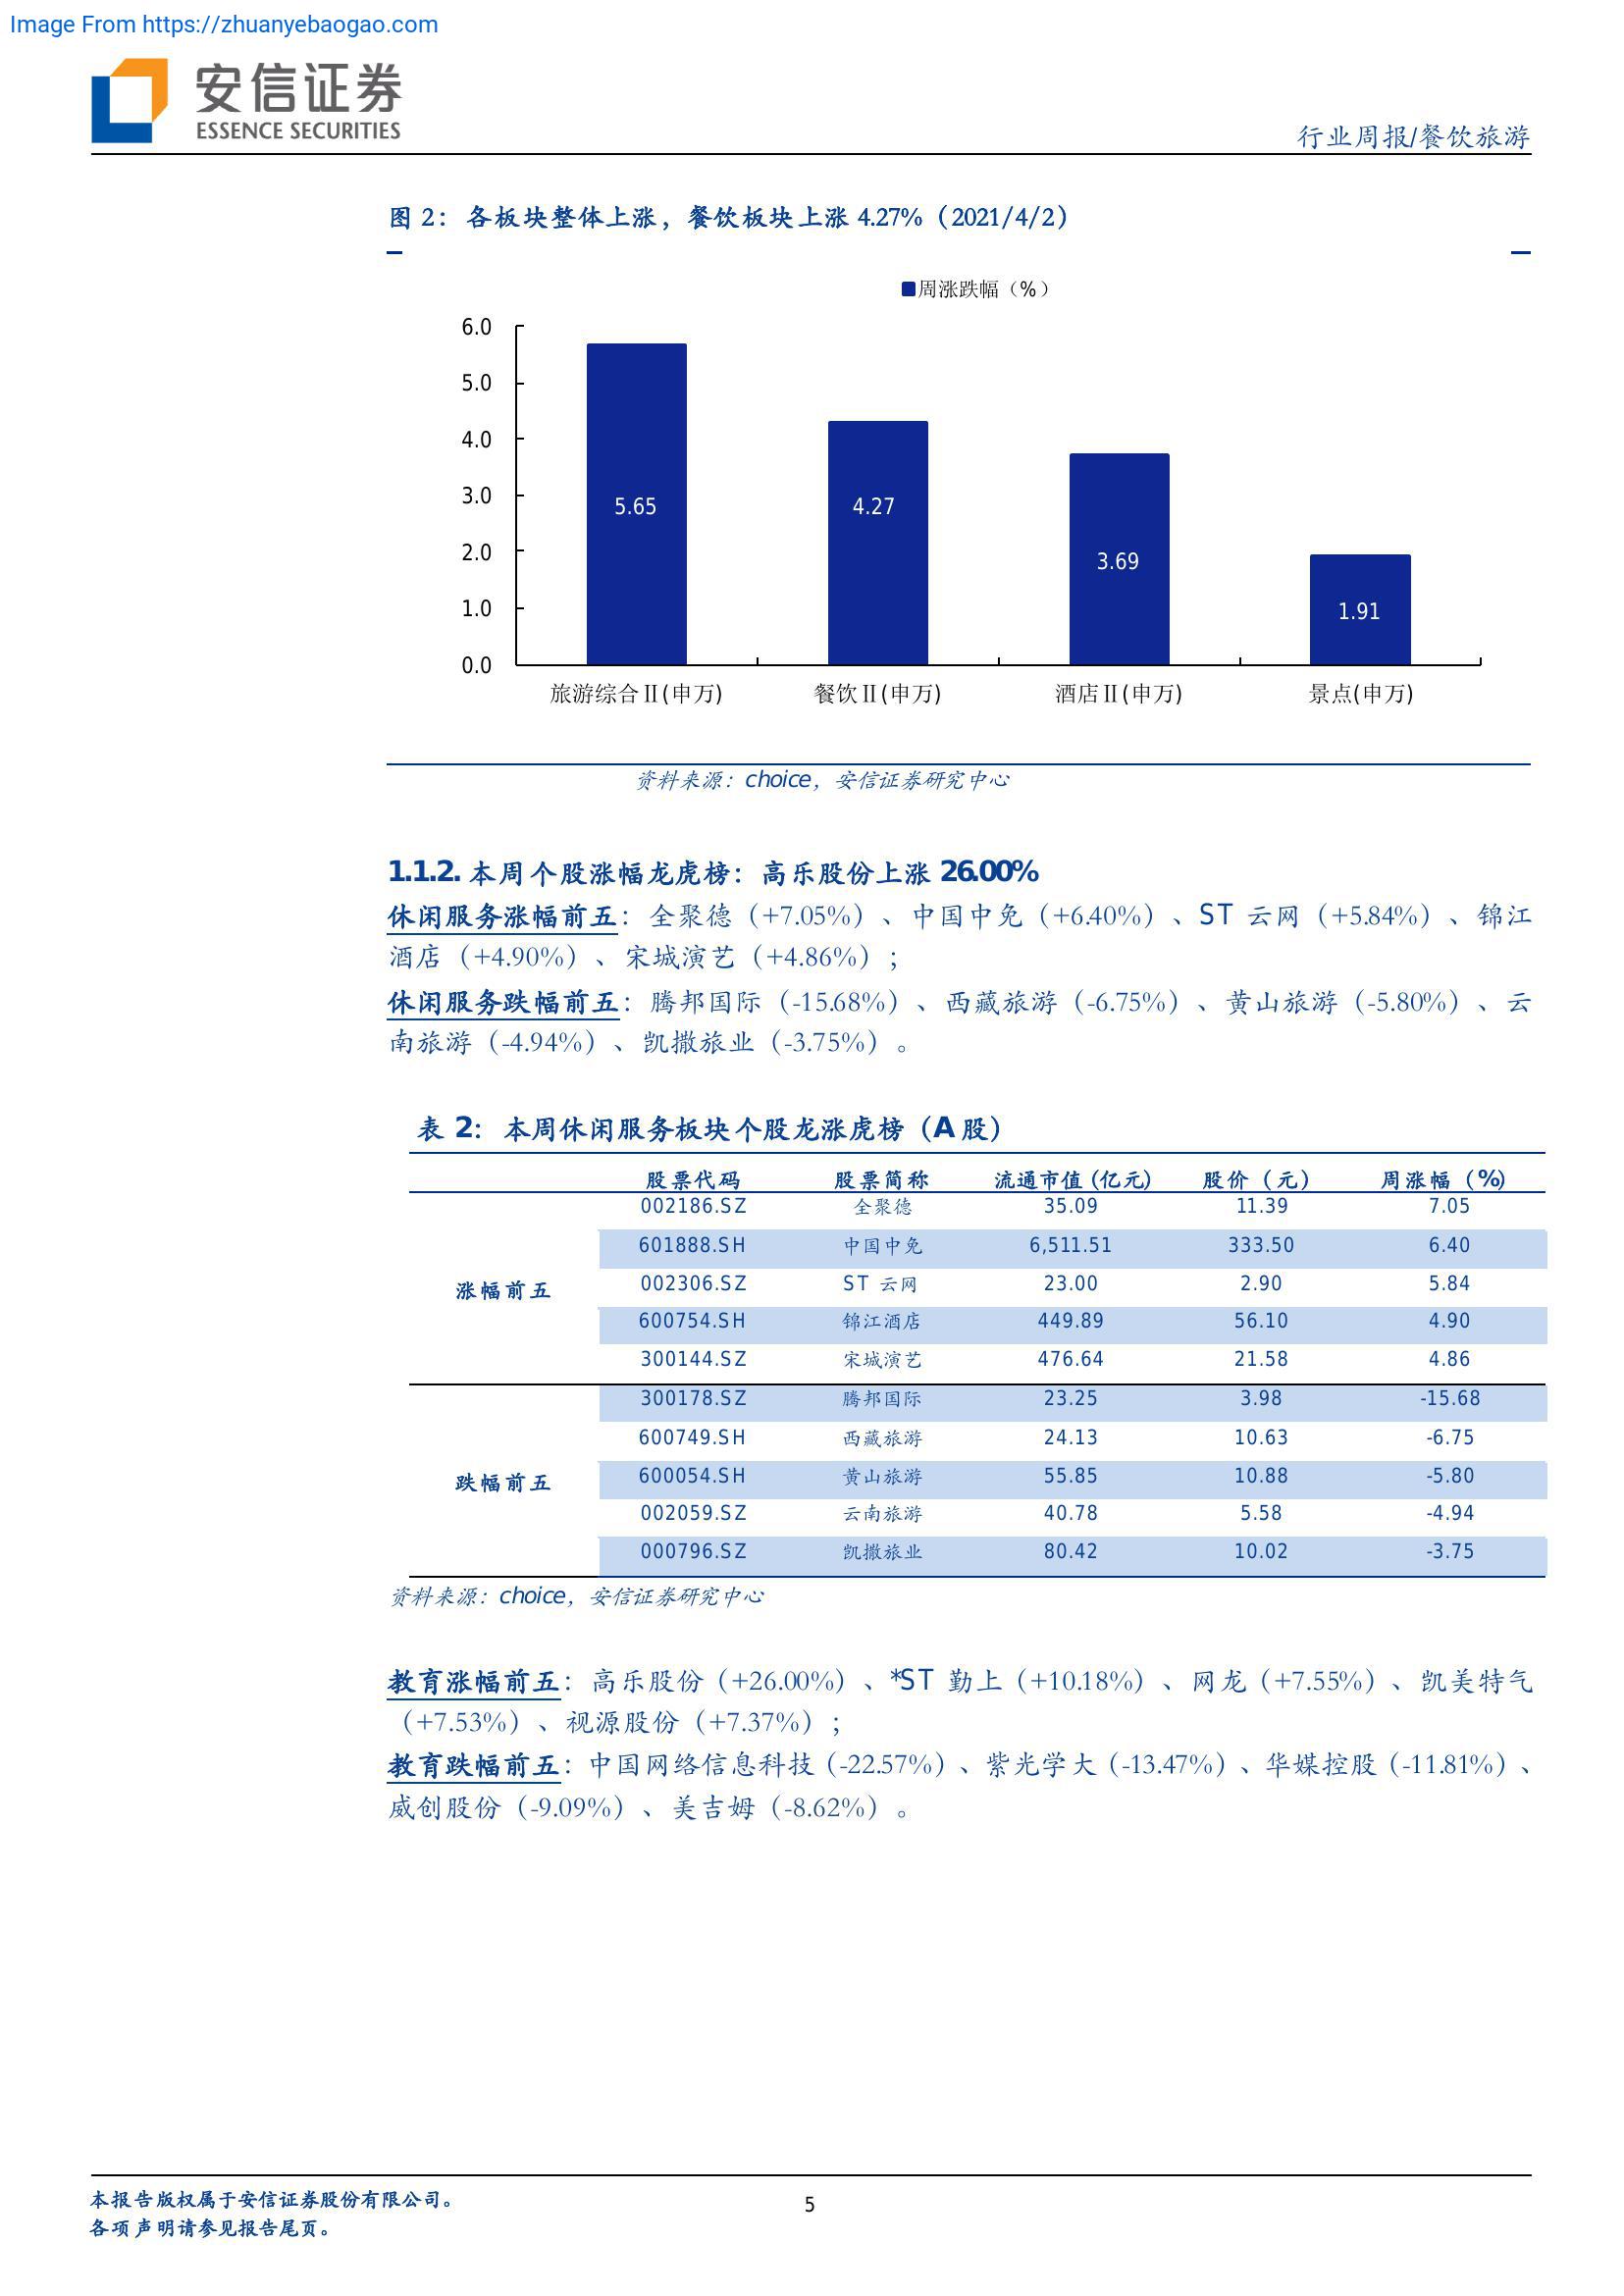 Image From https://zhuanyebaogao.com
安信证券
ESSENCE SECURITIES
行业周报/餐饮旅游
图 2：各板块整体上涨，餐饮板块上涨 4.27%（2021/4/2）
周涨跌幅（%）
6.0
5.0
4.0
3.0
2.0
1.0
0.0
5.65
4.27
3.69
1.91
旅游综合Ⅱ(申万) 餐饮Ⅱ(申万) 酒店Ⅱ(申万) 景点(申万)
资料来源：choice，安信证券研究中心
1.1.2. 本周个股涨幅龙虎榜：高乐股份上涨 26.00%
休闲服务涨幅前五：全聚德（+7.05%）、中国中免（+6.40%）、ST 云网（+5.84%）、锦江
酒店（+4.90%）、宋城演艺（+4.86%）；
休闲服务跌幅前五：腾邦国际（-15.68%）、西藏旅游（-6.75%）、黄山旅游（-5.80%）、云
南旅游（-4.94%）、凯撒旅业（-3.75%）。
表 2：本周休闲服务板块个股龙涨虎榜（A 股）
股票代码 股票简称 流通市值(亿元) 股价（元） 周涨幅（%）
002186.SZ 全聚德 35.09 11.39 7.05
601888.SH 中国中免 6,511.51 333.50 6.40
涨幅前五 002306.SZ ST 云网 23.00 2.90 5.84
600754.SH 锦江酒店 449.89 56.10 4.90
300144.SZ 宋城演艺 476.64 21.58 4.86
300178.SZ 腾邦国际 23.25 3.98 -15.68
600749.SH 西藏旅游 24.13 10.63 -6.75
跌幅前五 600054.SH 黄山旅游 55.85 10.88 -5.80
002059.SZ 云南旅游 40.78 5.58 -4.94
000796.SZ 凯撒旅业 80.42 10.02 -3.75
资料来源：choice，安信证券研究中心
教育涨幅前五：高乐股份（+26.00%）、*ST 勤上（+10.18%）、网龙（+7.55%）、凯美特气
（+7.53%）、视源股份（+7.37%）；
教育跌幅前五：中国网络信息科技（-22.57%）、紫光学大（-13.47%）、华媒控股（-11.81%）、
威创股份（-9.09%）、美吉姆（-8.62%）。
本报告版权属于安信证券股份有限公司。
各项声明请参见报告尾页。
5